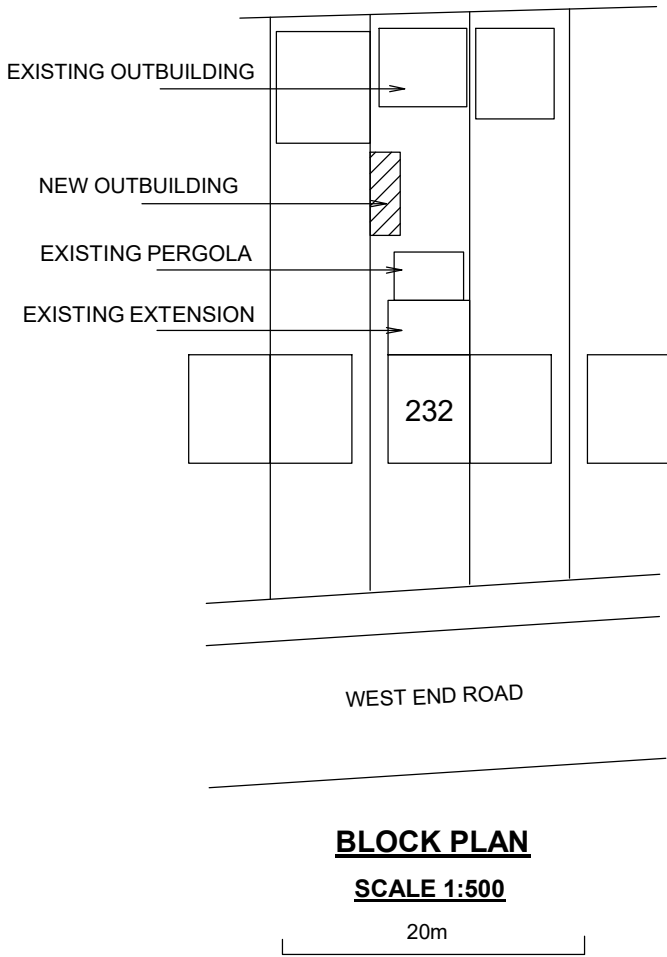 EXISTING OUTBUILDING
NEW OUTBUILDING
EXISTING PERGOLA
EXISTING EXTENSION
232
WEST END ROAD
BLOCK PLAN
SCALE 1:500
20m